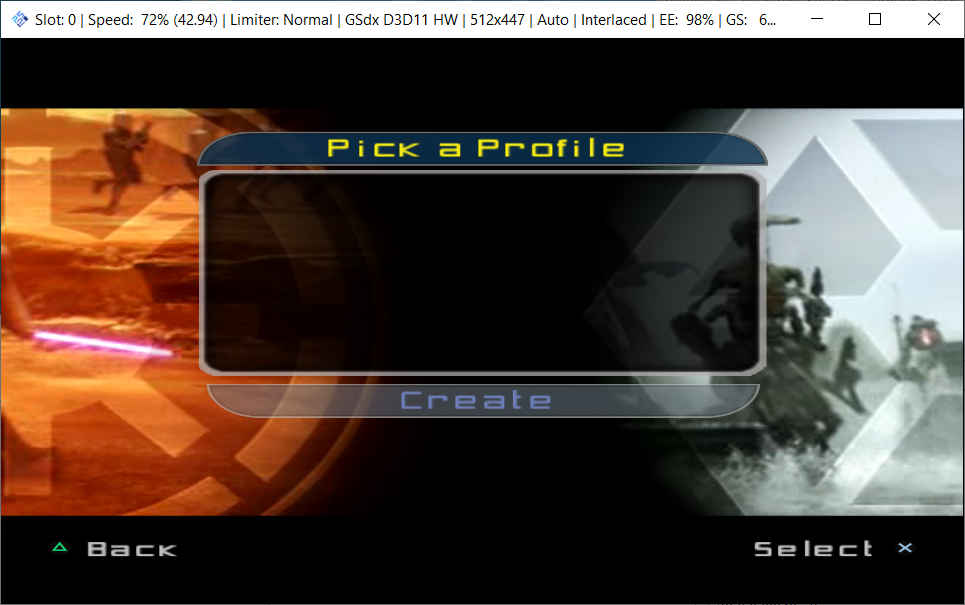 Slot: 0 | Speed:  72% (42.94) | Limiter: Normal | GSdx D3D11 HW | 512x447 | Auto | Interlaced | EE:  98% | GS:   6...
Pick a Profile
Create
Back
Select